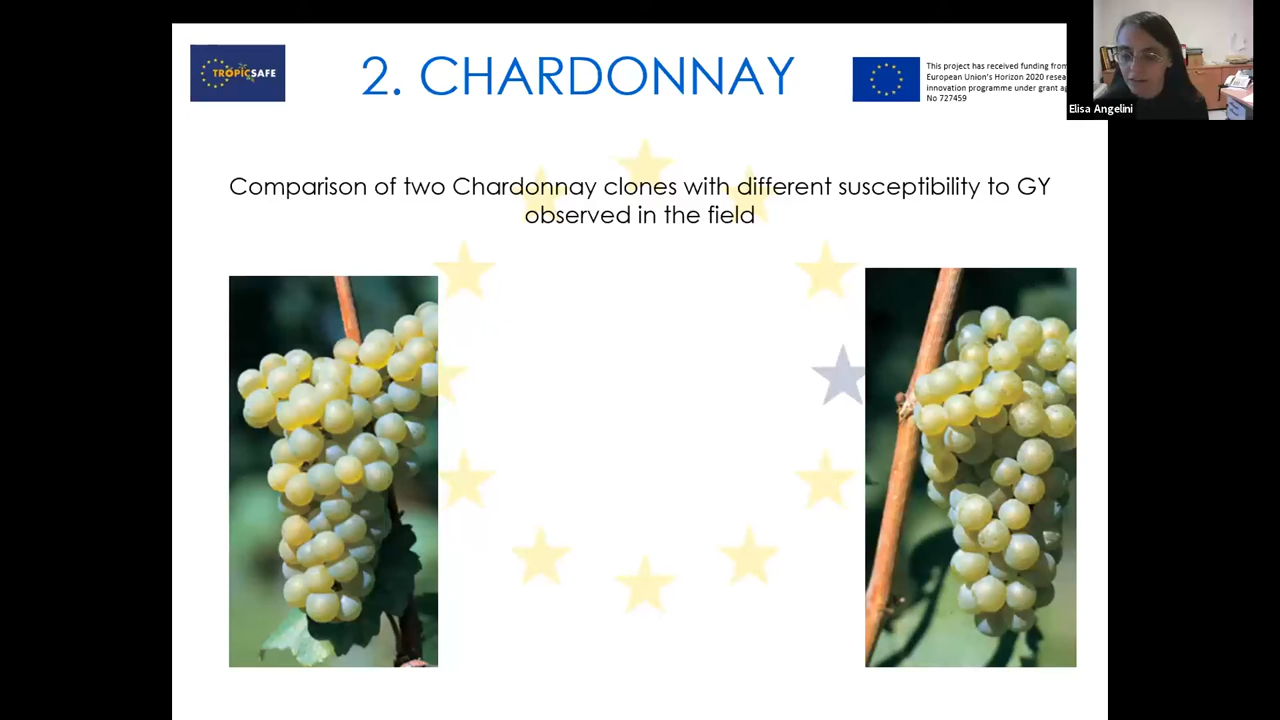 TROPICSAFE
2. CHARDONNAY
This project has received funding from
European Union's Horizon 2020
innovation programme under grant
No 727459
Elisa Angelini
Comparison of two Chardonnay clones with different susceptibility to GY
observed in the field